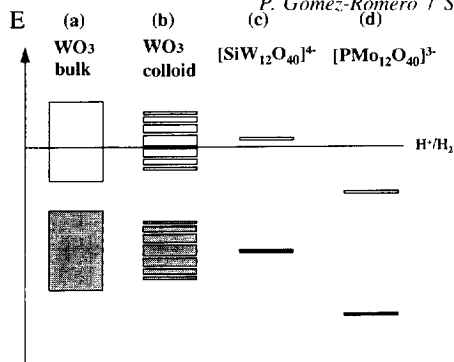 P. Gómez-Romero / S
E (a) (b) (c) (d)
WO3 WO3 [SiW12O40]4- [PMo12O40]3-
bulk colloid
H+/H2